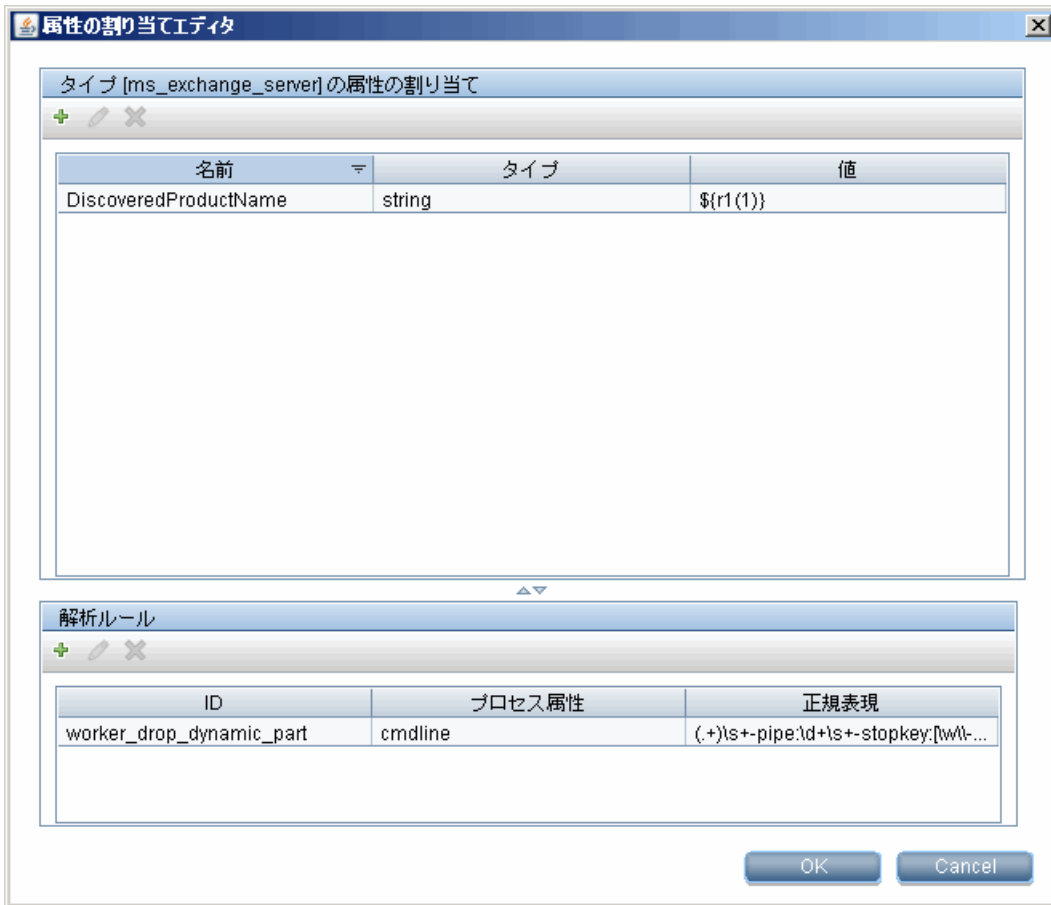 属性の割り当てエディタ
タイプ [ms_exchange_server] の属性の割り当て
名前 タイプ 値
DiscoveredProductName string ${r1(1)}
解析ルール
ID プロセス属性 正規表現
worker_drop_dynamic_part cmdline (.+)\s+-pipe:\d+\s+-stopkey:[\w\\-...
OK Cancel